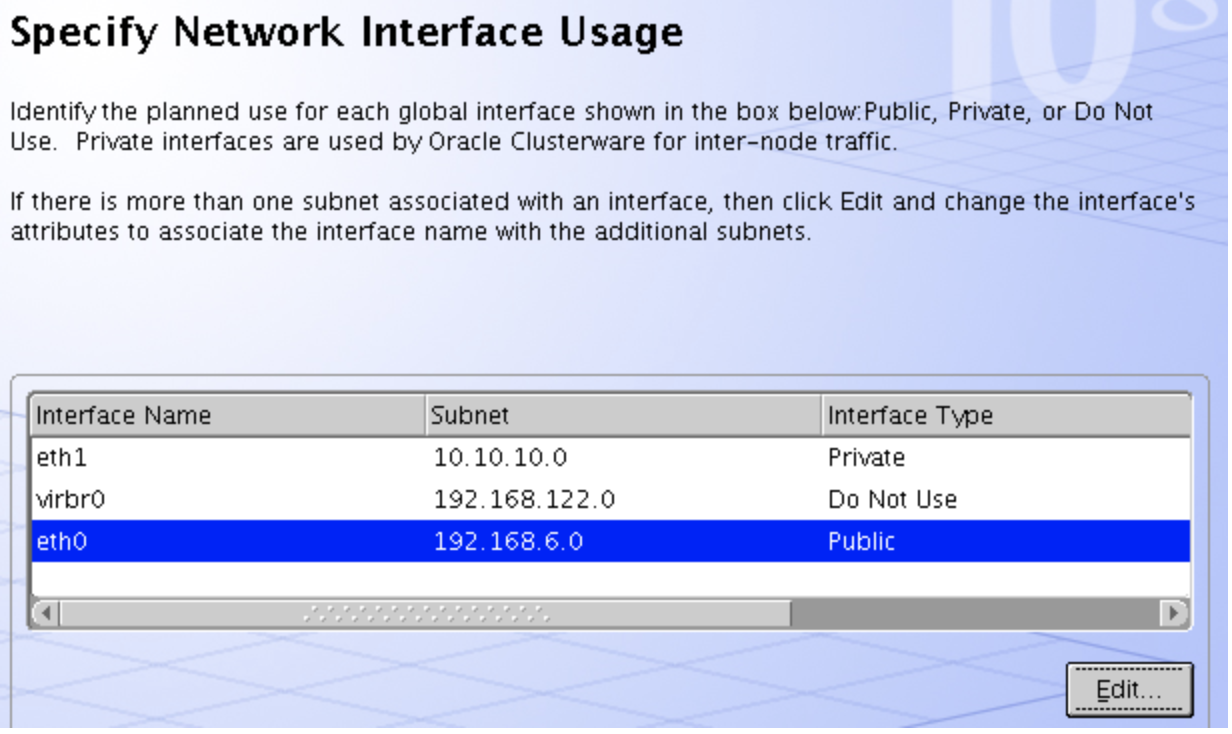 Specify Network Interface Usage
Identify the planned use for each global interface shown in the box below:Public, Private, or Do Not
Use.  Private interfaces are used by Oracle Clusterware for inter-node traffic.
If there is more than one subnet associated with an interface, then click Edit and change the interface's
attributes to associate the interface name with the additional subnets.
Interface Name Subnet Interface Type
eth1 10.10.10.0 Private
virbr0 192.168.122.0 Do Not Use
eth0 192.168.6.0 Public
Edit...